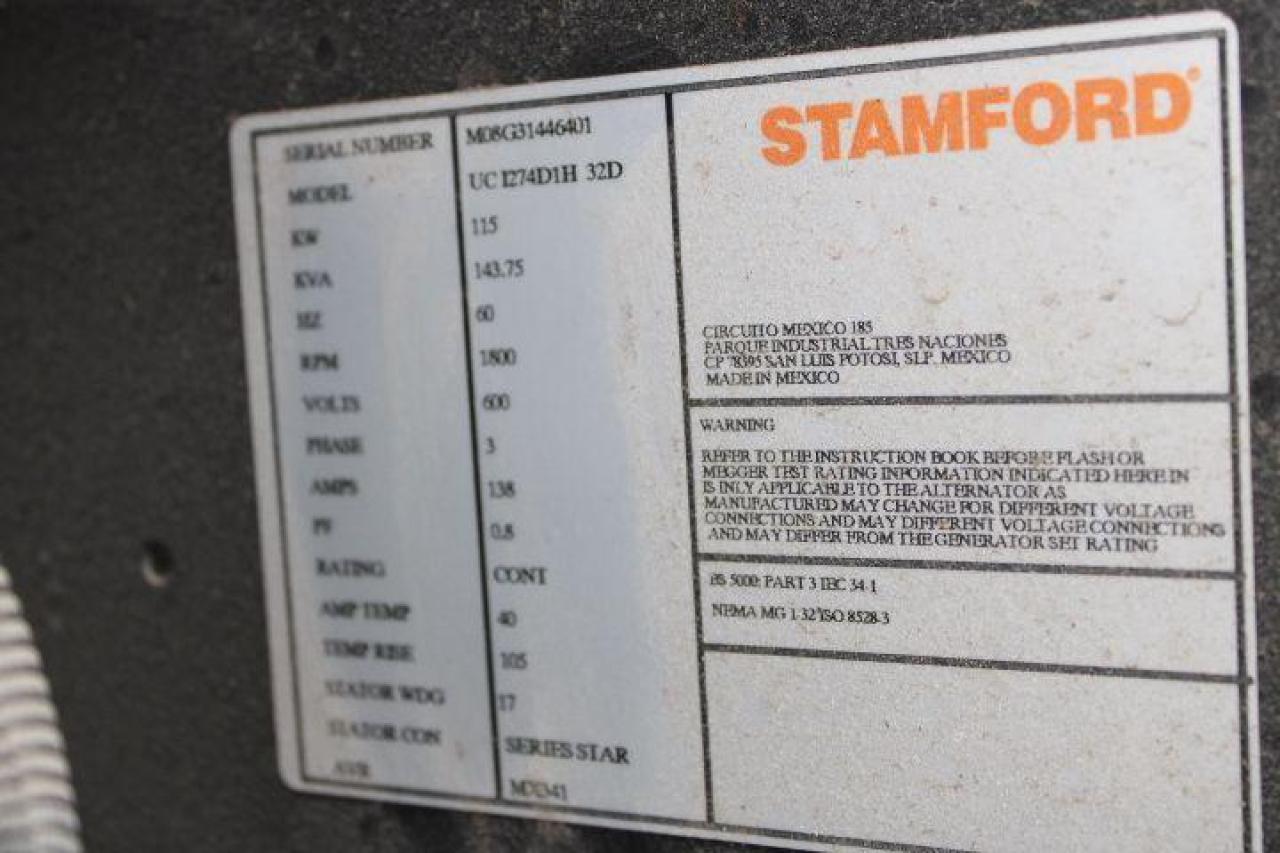 SERIAL NUMBER M08G31446401
MODEL UC I274D1H 32D
KW 115
KVA 143.75
HZ 60
RPM 1800
VOLTS 600
PHASE 3
AMPS 138
PF 0.8
RATING CONT
AMP TEMP 40
TEMP RISE 105
STATOR WDG 17
STATOR CON SERIES STAR
AVR MX341
STAMFORD
CIRCUITO MEXICO 185
PARQUE INDUSTRIAL TRES NACIONES
CP 78395 SAN LUIS POTOSI, SLP. MEXICO
MADE IN MEXICO
WARNING
REFER TO THE INSTRUCTION BOOK BEFORE FLASH OR
MEGGER TEST RATING INFORMATION INDICATED HERE IN
IS INLY APPLICABLE TO THE ALTERNATOR AS
MANUFACTURED MAY CHANGE FOR DIFFERENT VOLTAGE
CONNECTIONS AND MAY DIFFERENT VOLTAGE CONNECTIONS
AND MAY DIFFER FROM THE GENERATOR SET RATING
BS 5000: PART 3 IEC 34-1
NEMA MG 1-32 ISO 8528-3